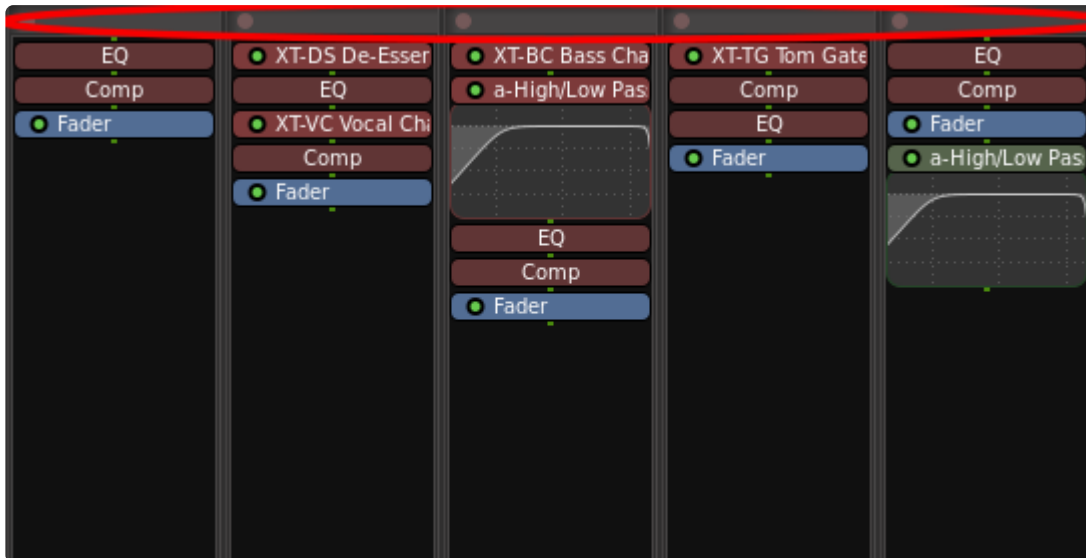 EQ
Comp
Fader
XT-DS De-Esser
EQ
XT-VC Vocal Cha
Comp
Fader
XT-BC Bass Cha
a-High/Low Pas
EQ
Comp
Fader
XT-TG Tom Gate
Comp
EQ
Fader
EQ
Comp
Fader
a-High/Low Pas